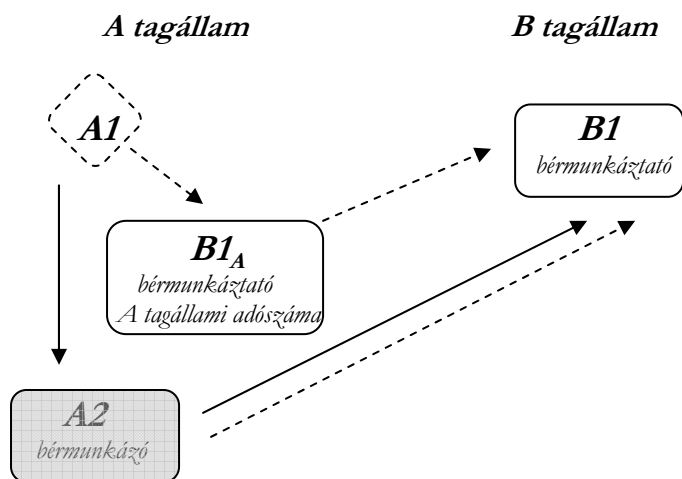 A tagállam
B tagállam
A1
B1
bérmunkáztató
B1A
bérmunkáztató
A tagállami adószáma
A2
bérmunkázó